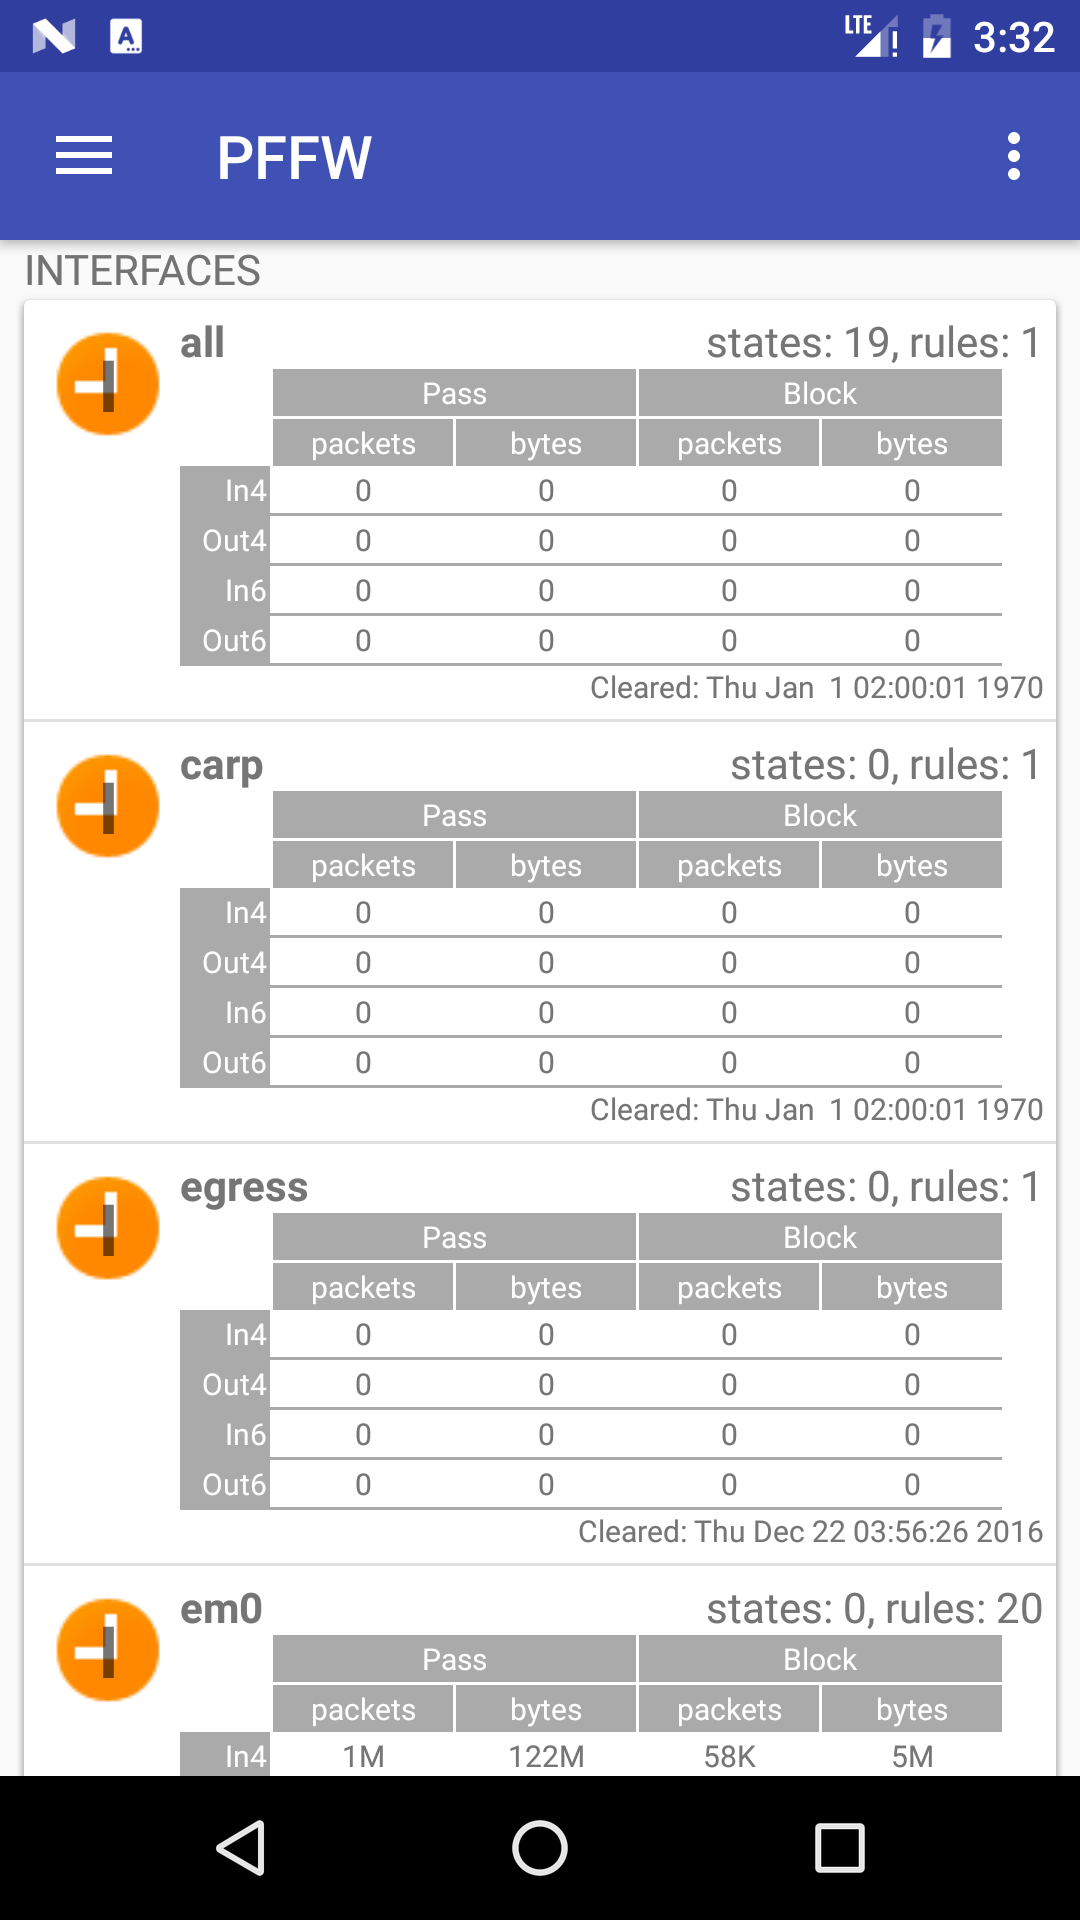 LTE 3:32
PFFW
INTERFACES
all states: 19, rules: 1
Pass Block
packets bytes packets bytes
In4 0 0 0 0
Out4 0 0 0 0
In6 0 0 0 0
Out6 0 0 0 0
Cleared: Thu Jan  1 02:00:01 1970
carp states: 0, rules: 1
Pass Block
packets bytes packets bytes
In4 0 0 0 0
Out4 0 0 0 0
In6 0 0 0 0
Out6 0 0 0 0
Cleared: Thu Jan  1 02:00:01 1970
egress states: 0, rules: 1
Pass Block
packets bytes packets bytes
In4 0 0 0 0
Out4 0 0 0 0
In6 0 0 0 0
Out6 0 0 0 0
Cleared: Thu Dec 22 03:56:26 2016
em0 states: 0, rules: 20
Pass Block
packets bytes packets bytes
In4 1M 122M 58K 5M